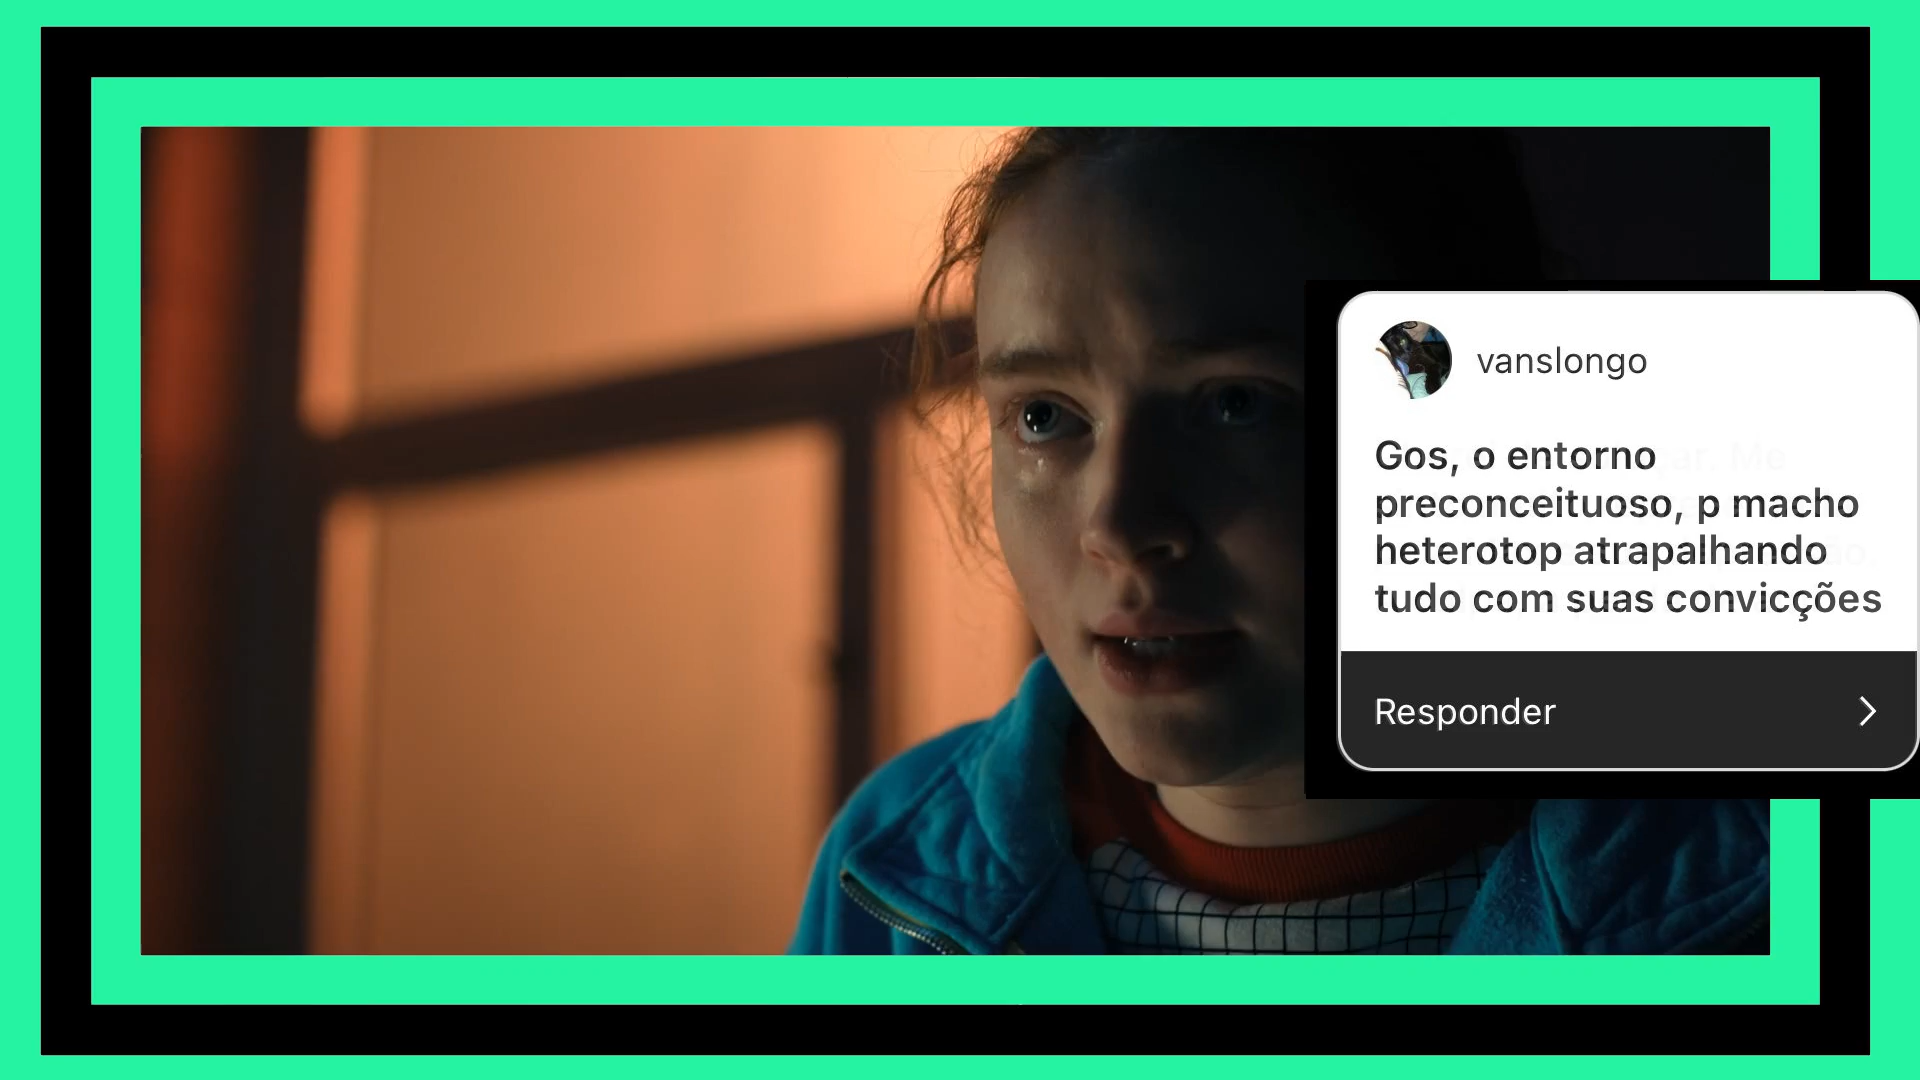 vanslongo
Gos, o entorno
preconceituoso, p macho
heterotop atrapalhando
tudo com suas convicções
Responder